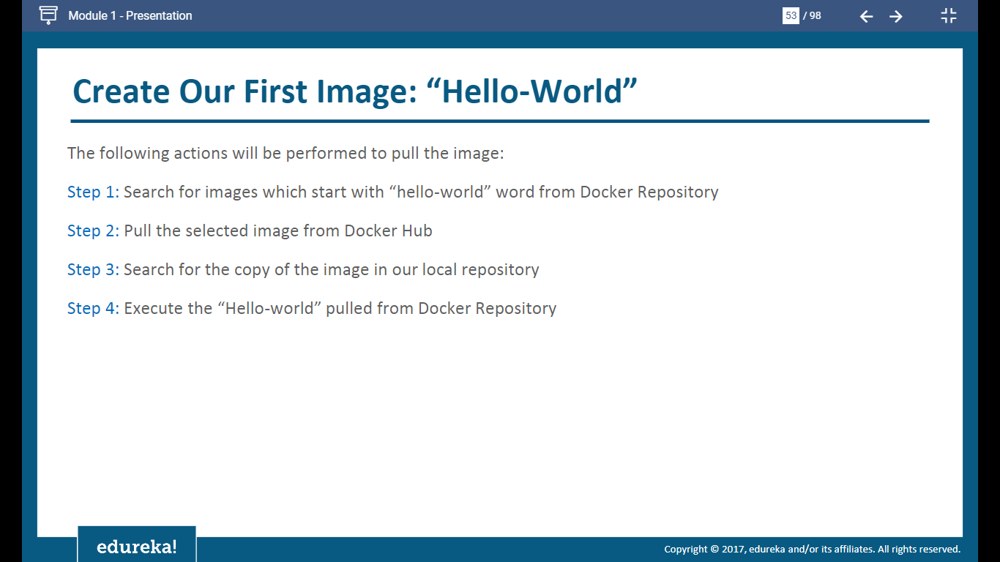 Module 1 - Presentation
53 / 98
Create Our First Image: “Hello-World”
The following actions will be performed to pull the image:
Step 1: Search for images which start with “hello-world” word from Docker Repository
Step 2: Pull the selected image from Docker Hub
Step 3: Search for the copy of the image in our local repository
Step 4: Execute the “Hello-world” pulled from Docker Repository
edureka!
Copyright © 2017, edureka and/or its affiliates. All rights reserved.